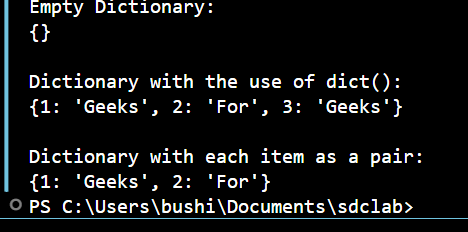 Empty Dictionary:
{}
Dictionary with the use of dict():
{1: 'Geeks', 2: 'For', 3: 'Geeks'}
Dictionary with each item as a pair:
{1: 'Geeks', 2: 'For'}
PS C:\Users\bushi\Documents\sdclab>